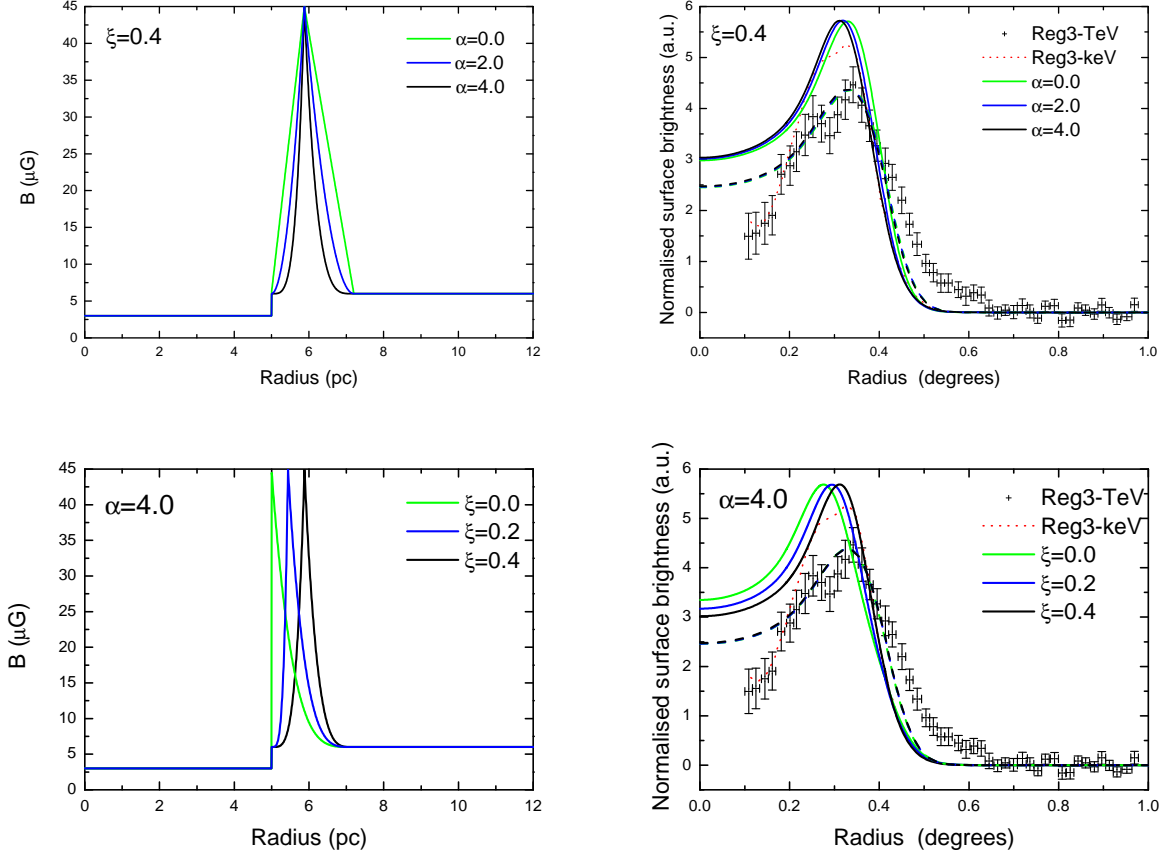 ξ=0.4
α=0.0
α=2.0
α=4.0
B (μG)
45
40
35
30
25
20
15
10
5
0
0 2 4 6 8 10 12
Radius (pc)
ξ=0.4
Reg3-TeV
Reg3-keV
α=0.0
α=2.0
α=4.0
Normalised surface brightness (a.u.)
6
5
4
3
2
1
0
0.0 0.2 0.4 0.6 0.8 1.0
Radius (degrees)
α=4.0
ξ=0.0
ξ=0.2
ξ=0.4
B (μG)
45
40
35
30
25
20
15
10
5
0
0 2 4 6 8 10 12
Radius (pc)
α=4.0
Reg3-TeV
Reg3-keV
ξ=0.0
ξ=0.2
ξ=0.4
Normalised surface brightness (a.u.)
6
5
4
3
2
1
0
0.0 0.2 0.4 0.6 0.8 1.0
Radius (degrees)